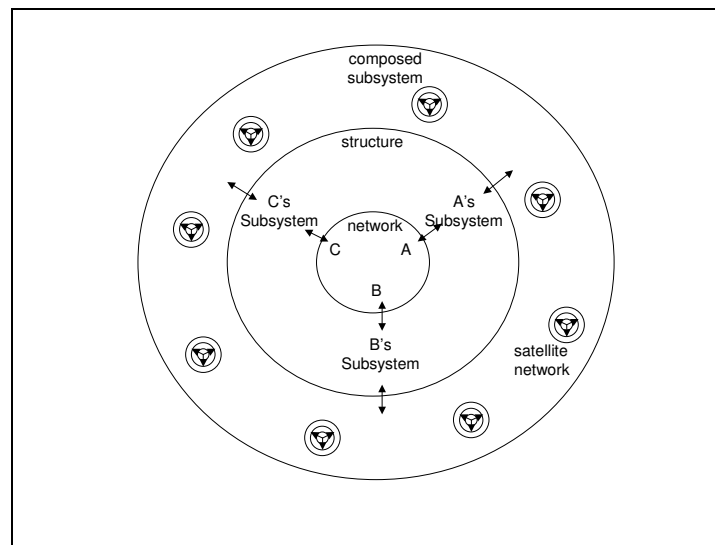 composed
subsystem
structure
C's
Subsystem
A's
Subsystem
network
C
A
B
B's
Subsystem
satellite
network